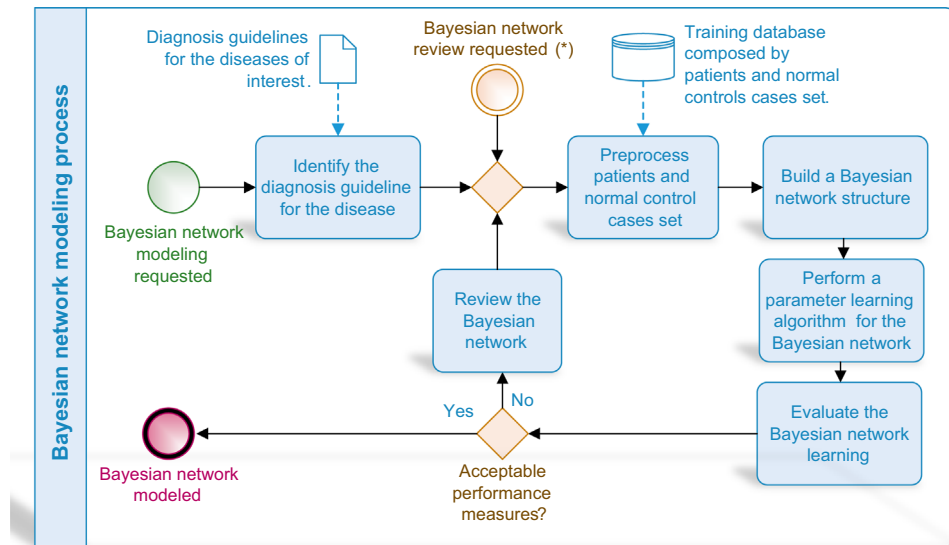 Bayesian network modeling process
Diagnosis guidelines
for the diseases of
interest.
Bayesian network
review requested (*)
Training database
composed by
patients and normal
controls cases set.
Bayesian network
modeling
requested
Identify the
diagnosis guideline
for the disease
Preprocess
patients and
normal control
cases set
Build a Bayesian
network structure
Review the
Bayesian
network
Perform a
parameter learning
algorithm for the
Bayesian network
Yes
No
Evaluate the
Bayesian network
learning
Bayesian network
modeled
Acceptable
performance
measures?